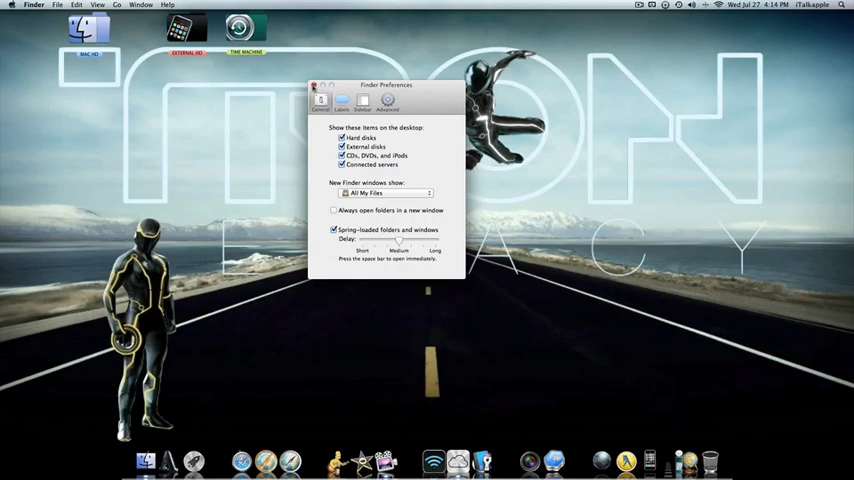 Finder File Edit View Go Window Help
Wed Jul 27 4:14 PM iTalkapple
MAC HD
EXTERNAL HD
TIME MACHINE
TRON
LEGACY
Finder Preferences
General Labels Sidebar Advanced
Show these items on the desktop:
Hard disks
External disks
CDs, DVDs, and iPods
Connected servers
New Finder windows show:
All My Files
Always open folders in a new window
Spring-loaded folders and windows
Delay:
Short Medium Long
Press the space bar to open immediately.